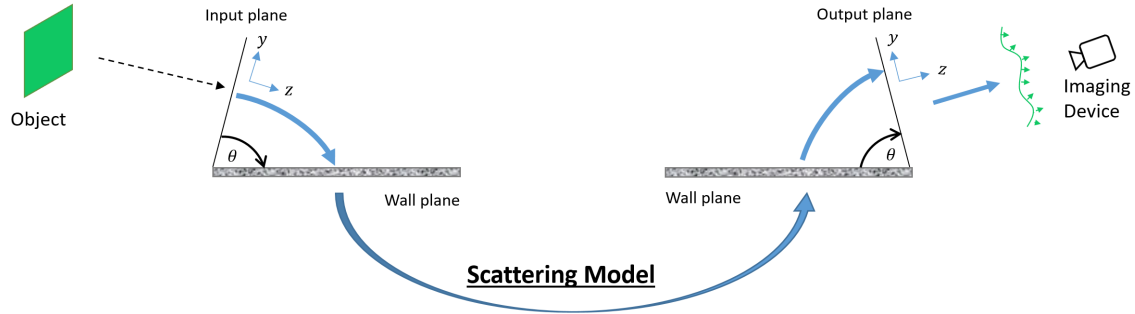 Input plane
Output plane
y
z
y
z
Object
Imaging
Device
θ
θ
Wall plane
Wall plane
Scattering Model